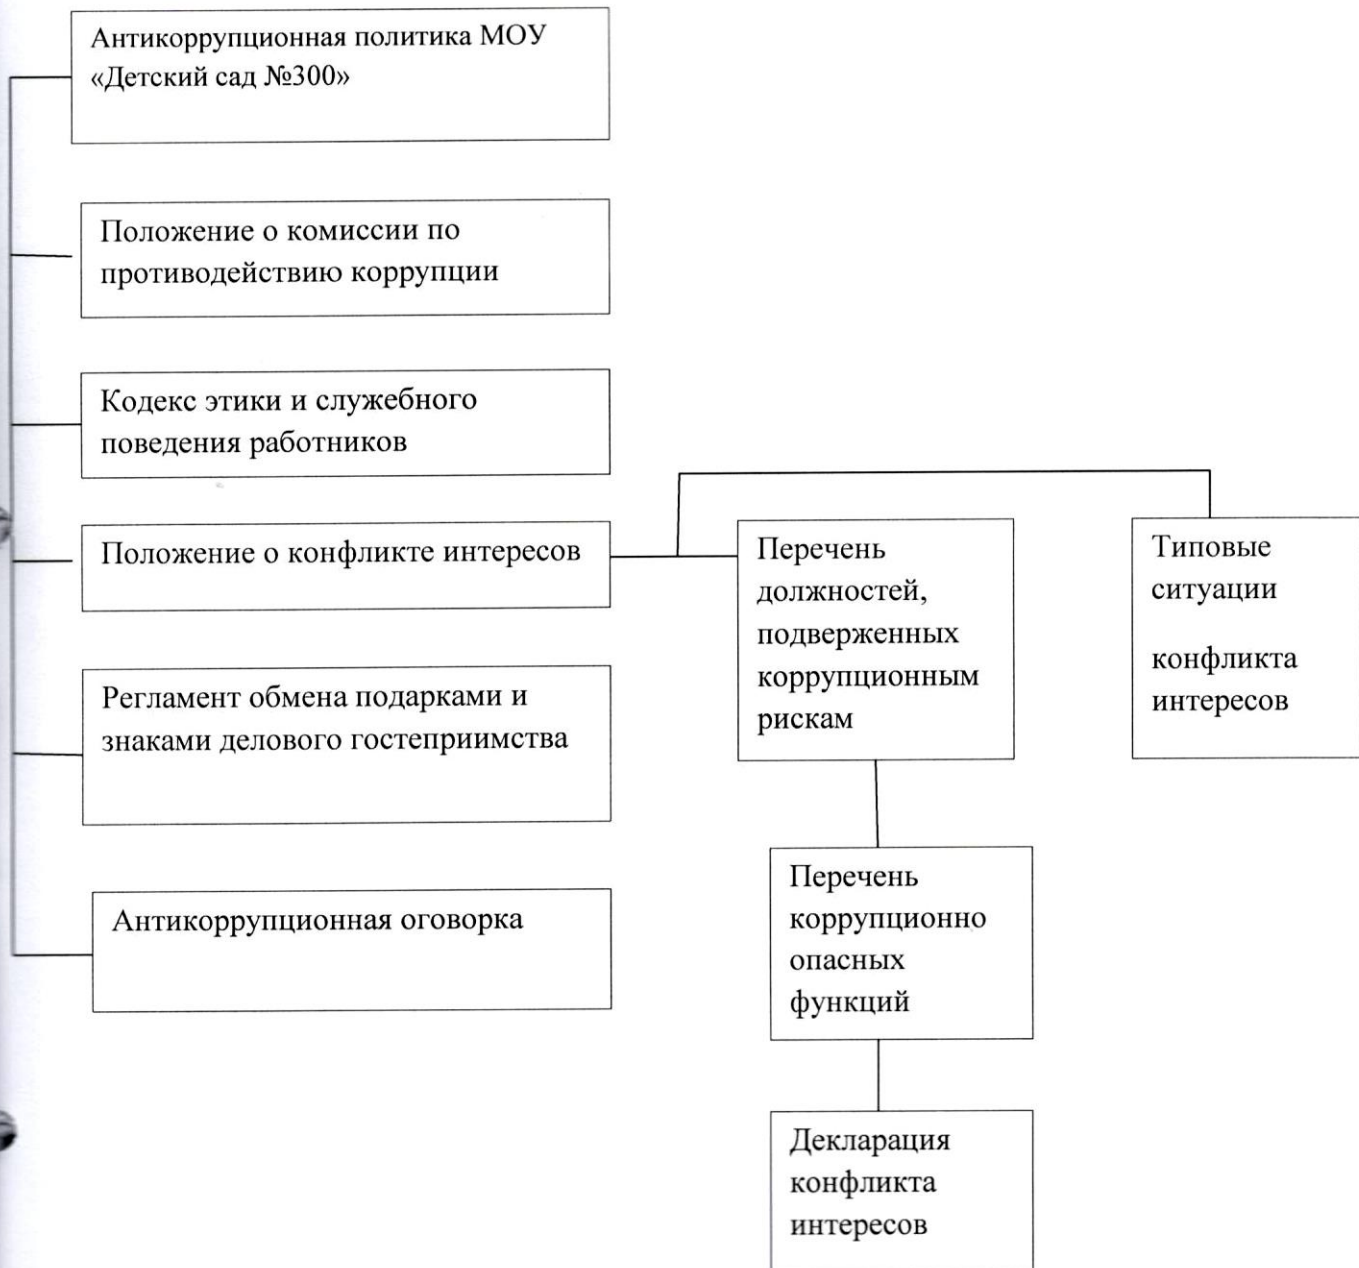 Антикоррупционная политика МОУ
«Детский сад №300»
Положение о комиссии по
противодействию коррупции
Кодекс этики и служебного
поведения работников
Положение о конфликте интересов
Регламент обмена подарками и
знаками делового гостеприимства
Антикоррупционная оговорка
Перечень
должностей,
подверженных
коррупционным
рискам
Типовые
ситуации
конфликта
интересов
Перечень
коррупционно
опасных
функций
Декларация
конфликта
интересов